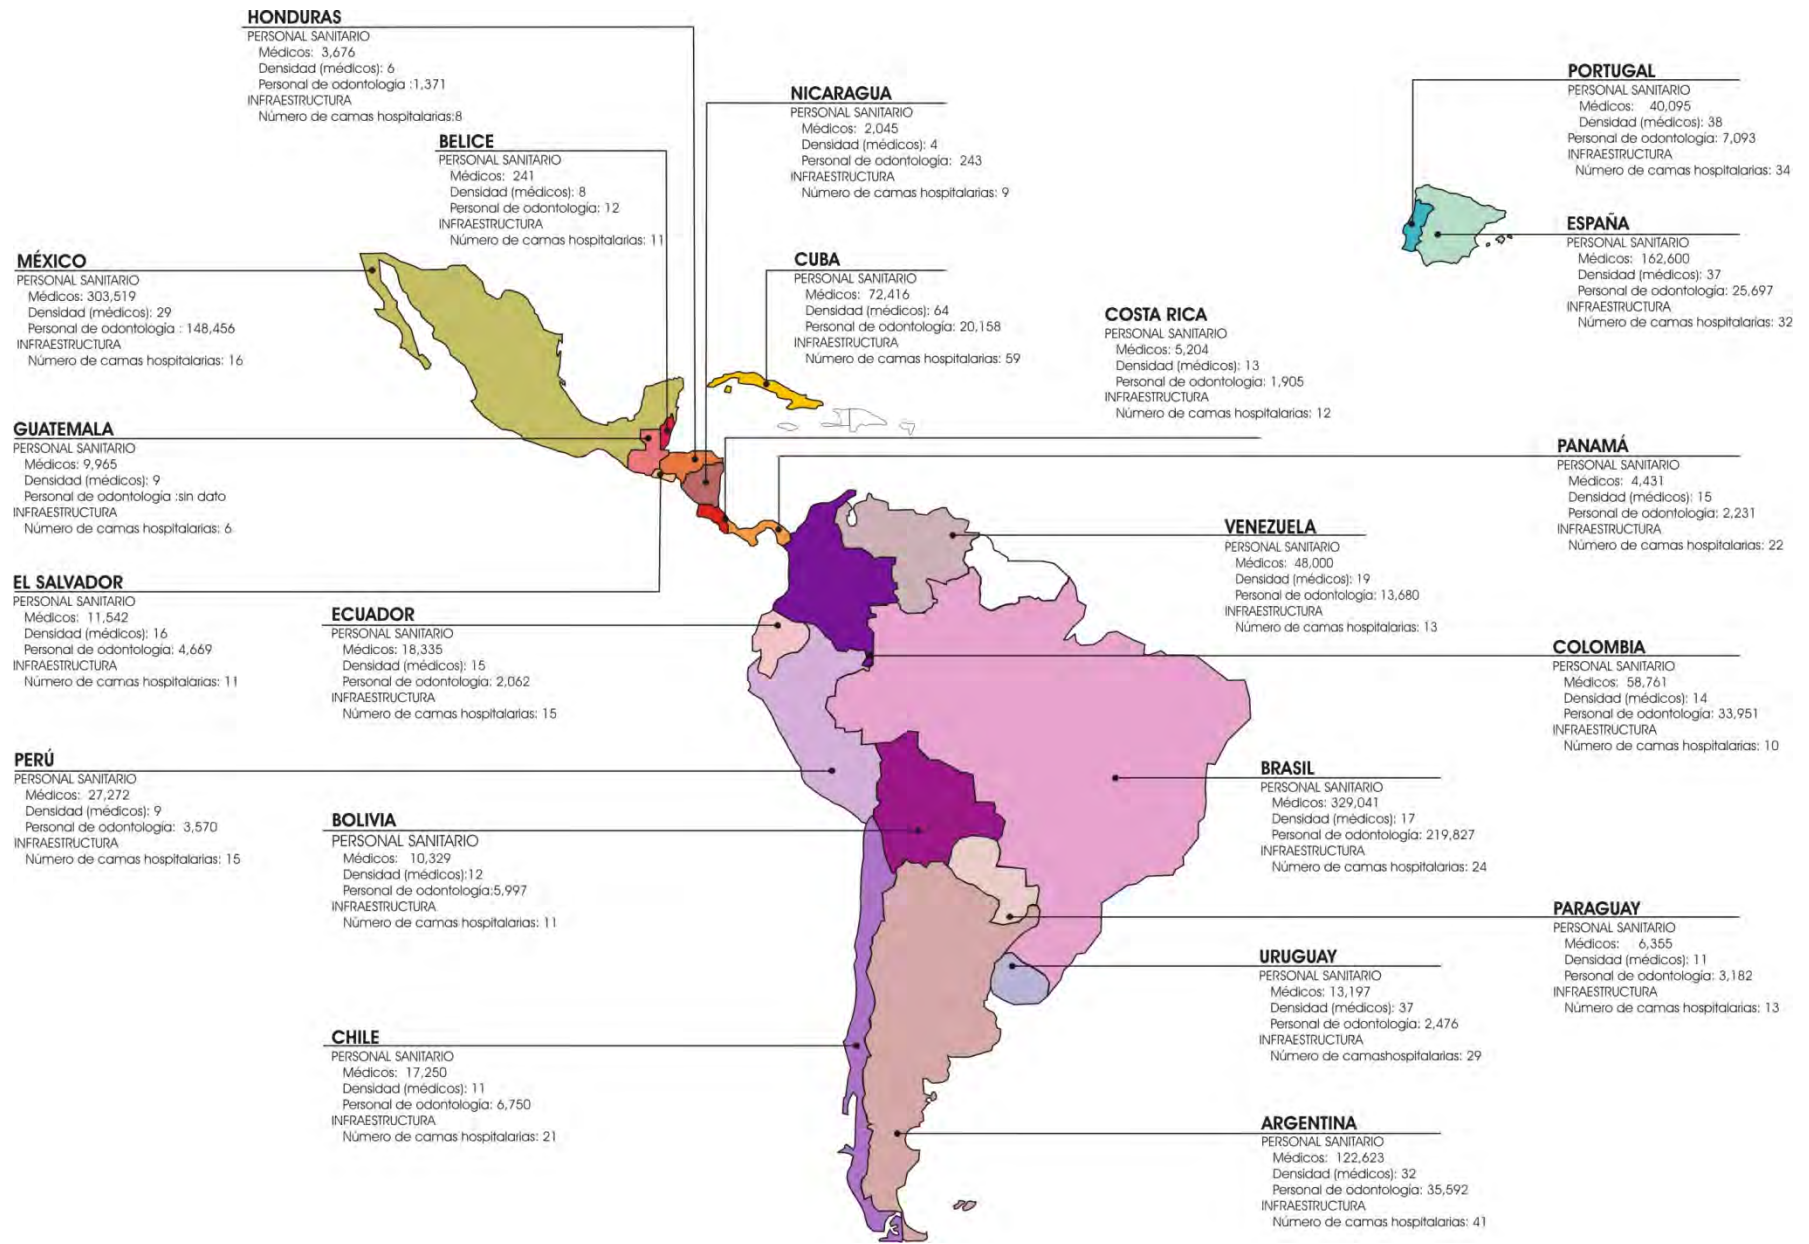 HONDURAS
PERSONAL SANITARIO
Médicos: 3,676
Densidad (médicos): 6
Personal de odontología :1,371
INFRAESTRUCTURA
Número de camas hospitalarias:8
BELICE
PERSONAL SANITARIO
Médicos: 241
Densidad (médicos): 8
Personal de odontología: 12
INFRAESTRUCTURA
Número de camas hospitalarias: 11
NICARAGUA
PERSONAL SANITARIO
Médicos: 2,045
Densidad (médicos): 4
Personal de odontología: 243
INFRAESTRUCTURA
Número de camas hospitalarias: 9
PORTUGAL
PERSONAL SANITARIO
Médicos: 40,095
Densidad (médicos): 38
Personal de odontología: 7,093
INFRAESTRUCTURA
Número de camas hospitalarias: 34
ESPAÑA
PERSONAL SANITARIO
Médicos: 162,600
Densidad (médicos): 37
Personal de odontología: 25,697
INFRAESTRUCTURA
Número de camas hospitalarias: 32
MÉXICO
PERSONAL SANITARIO
Médicos: 303,519
Densidad (médicos): 29
Personal de odontología : 148,456
INFRAESTRUCTURA
Número de camas hospitalarias: 16
CUBA
PERSONAL SANITARIO
Médicos: 72,416
Densidad (médicos): 64
Personal de odontología: 20,158
INFRAESTRUCTURA
Número de camas hospitalarias: 59
COSTA RICA
PERSONAL SANITARIO
Médicos: 5,204
Densidad (médicos): 13
Personal de odontología: 1,905
INFRAESTRUCTURA
Número de camas hospitalarias: 12
GUATEMALA
PERSONAL SANITARIO
Médicos: 9,965
Densidad (médicos): 9
Personal de odontología :sin dato
INFRAESTRUCTURA
Número de camas hospitalarias: 6
PANAMÁ
PERSONAL SANITARIO
Médicos: 4,431
Densidad (médicos): 15
Personal de odontología: 2,231
INFRAESTRUCTURA
Número de camas hospitalarias: 22
VENEZUELA
PERSONAL SANITARIO
Médicos: 48,000
Densidad (médicos): 19
Personal de odontología: 13,680
INFRAESTRUCTURA
Número de camas hospitalarias: 13
EL SALVADOR
PERSONAL SANITARIO
Médicos: 11,542
Densidad (médicos): 16
Personal de odontología: 4,669
INFRAESTRUCTURA
Número de camas hospitalarias: 11
ECUADOR
PERSONAL SANITARIO
Médicos: 18,335
Densidad (médicos): 15
Personal de odontología: 2,062
INFRAESTRUCTURA
Número de camas hospitalarias: 15
COLOMBIA
PERSONAL SANITARIO
Médicos: 58,761
Densidad (médicos): 14
Personal de odontología: 33,951
INFRAESTRUCTURA
Número de camas hospitalarias: 10
PERÚ
PERSONAL SANITARIO
Médicos: 27,272
Densidad (médicos): 9
Personal de odontología: 3,570
INFRAESTRUCTURA
Número de camas hospitalarias: 15
BOLIVIA
PERSONAL SANITARIO
Médicos: 10,329
Densidad (médicos):12
Personal de odontología:5,997
INFRAESTRUCTURA
Número de camas hospitalarias: 11
BRASIL
PERSONAL SANITARIO
Médicos: 329,041
Densidad (médicos): 17
Personal de odontología: 219,827
INFRAESTRUCTURA
Número de camas hospitalarias: 24
PARAGUAY
PERSONAL SANITARIO
Médicos: 6,355
Densidad (médicos): 11
Personal de odontología: 3,182
INFRAESTRUCTURA
Número de camas hospitalarias: 13
URUGUAY
PERSONAL SANITARIO
Médicos: 13,197
Densidad (médicos): 37
Personal de odontología: 2,476
INFRAESTRUCTURA
Número de camashospitalarias: 29
CHILE
PERSONAL SANITARIO
Médicos: 17,250
Densidad (médicos): 11
Personal de odontología: 6,750
INFRAESTRUCTURA
Número de camas hospitalarias: 21
ARGENTINA
PERSONAL SANITARIO
Médicos: 122,623
Densidad (médicos): 32
Personal de odontología: 35,592
INFRAESTRUCTURA
Número de camas hospitalarias: 41